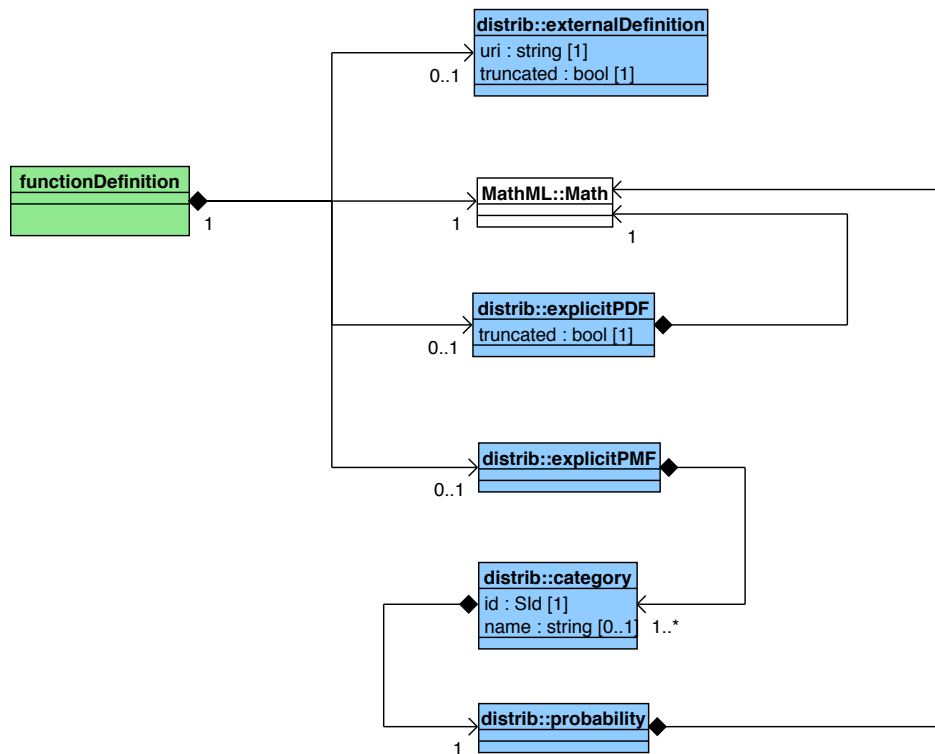 distrib::externalDefinition
uri : string [1]
truncated : bool [1]
0..1
functionDefinition
1
MathML::Math
1
1
distrib::explicitPDF
truncated : bool [1]
0..1
distrib::explicitPMF
0..1
distrib::category
id : SId [1]
name : string [0..1]
1..*
distrib::probability
1